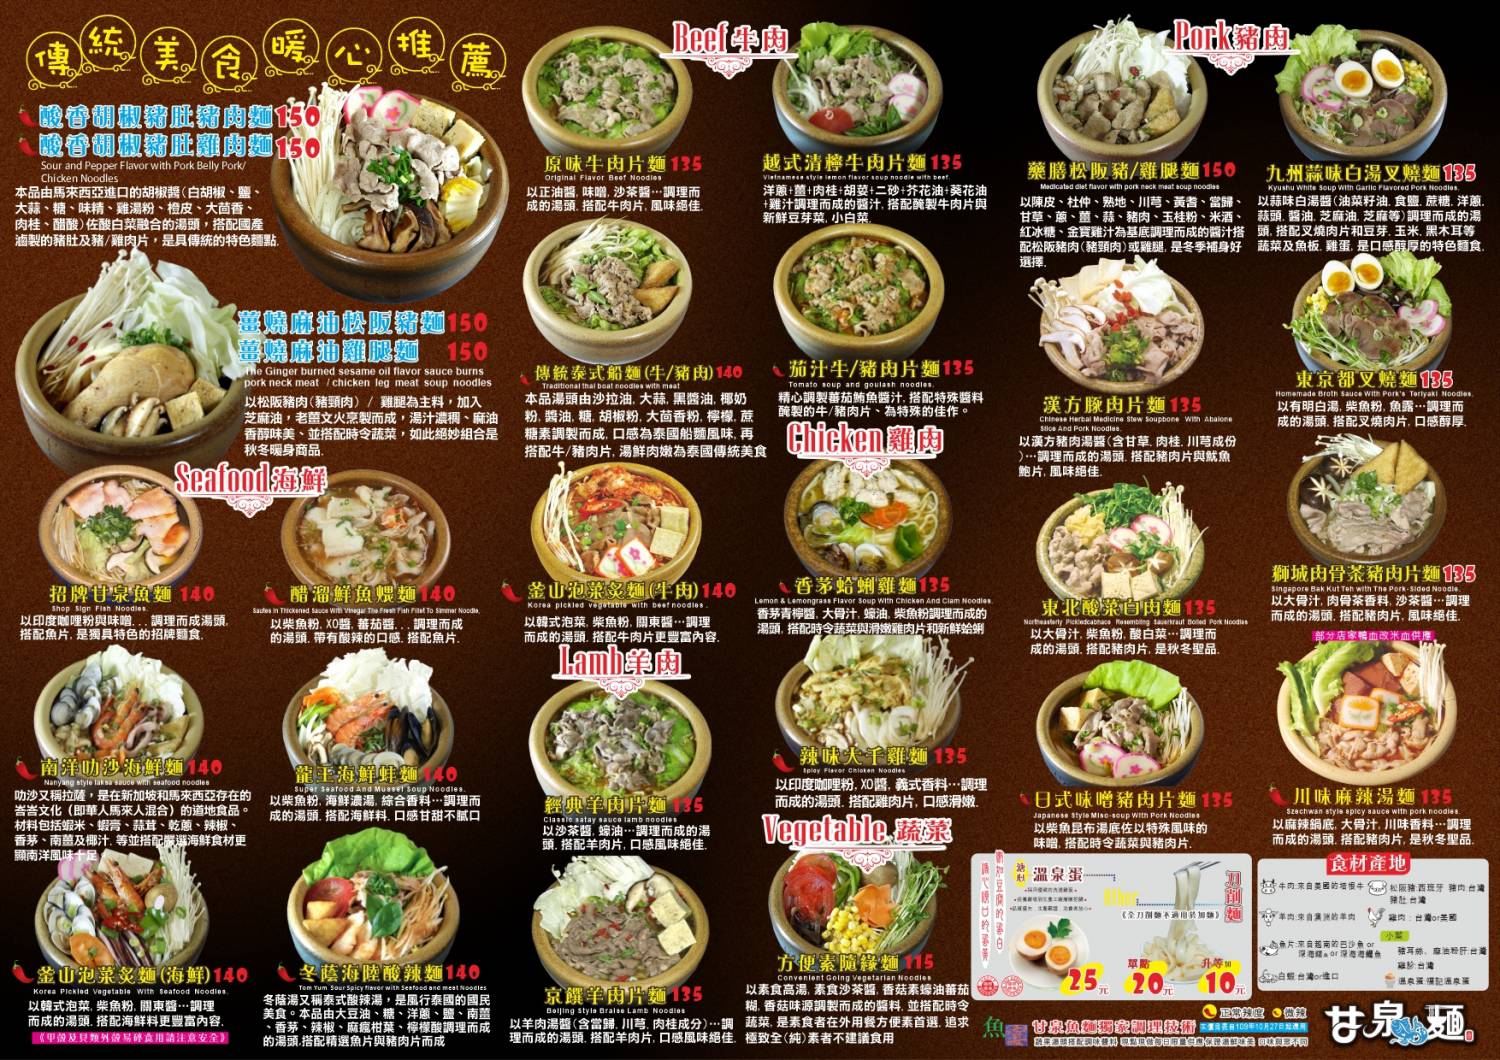 傳統美食暖心推薦
酸香胡椒豬肚豬肉麵150
酸香胡椒豬肚雞肉麵150
Sour and Pepper Flavor with Pork Belly Pork/
Chicken Noodles
本品由馬來西亞進口的胡椒醬(白胡椒、鹽、
大蒜、糖、味精、雞湯粉、橙皮、大茴香、
肉桂、醋酸)佐酸白菜融合的湯頭，搭配國產
滷製的豬肚及豬/雞肉片，是具傳統的特色麵點.
薑燒麻油松阪豬麵150
薑燒麻油雞腿麵 150
The Ginger burned sesame oil flavor sauce burns
pork neck meat / chicken leg meat soup noodles
以松阪豬肉(豬頸肉) / 雞腿為主料，加入
芝麻油，老薑文火烹製而成，湯汁濃稠、麻油
香醇味美、並搭配時令蔬菜，如此絕妙組合是
秋冬暖身商品.
Seafood海鮮
招牌甘泉魚麵 140
Shop Sign Fish Noodles.
以印度咖哩粉與味噌...調理而成湯頭,
搭配魚片, 是獨具特色的招牌麵食.
醋溜鮮魚煨麵140
Sautes in Thickened Sauce With Vinegar The Fresh Fish Fillet To Simmer Noodle.
以柴魚粉, XO醬, 蕃茄醬...調理而成
的湯頭. 帶有酸辣的口感, 搭配魚片.
南洋叻沙海鮮麵140
Nanyang style laksa sauce with seafood noodles
叻沙又稱拉薩，是在新加坡和馬來西亞存在的
峇峇文化 (即華人馬來人混合) 的道地食品。
材料包括蝦米、蝦膏、蒜茸、乾蔥、辣椒、
香茅、南薑及椰汁, 等並搭配嚴選海鮮食材更
顯南洋風味十足。
龍王海鮮蚌麵140
Super Seafood And Mussel Soup Noodles.
以柴魚粉, 海鮮濃湯, 綜合香料…調理而
成的湯頭. 搭配海鮮料. 口感甘甜不膩口
釜山泡菜炙麵(海鮮)140
Korea Pickled Vegetable With Seafood Noodles.
以韓式泡菜, 柴魚粉, 關東醬…調理
而成的湯頭. 搭配海鮮料更豐富內容.
《甲殼及貝類外殼易碎食用請注意安全》
冬蔭海陸酸辣麵140
Tom Yum Sour Spicy Flavor with Seafood and meat Noodles
冬蔭湯又稱泰式酸辣湯，是風行泰國的國民
美食。本品由大豆油、糖、洋蔥、鹽、南薑
、香茅、辣椒、麻瘋柑葉、檸檬酸調理而成
的湯頭,搭配精選魚片與豬肉片而成
Beef牛肉
原味牛肉片麵135
Original Flavor Beef Noodles
以正油醬, 味噌, 沙茶醬…調理而
成的湯頭. 搭配牛肉片, 風味絕佳.
越式清檸牛肉片麵135
Vietnamese style lemon flavor soup noodle with beef.
洋蔥+薑+肉桂+胡荽+二砂+芥花油+葵花油
+雞汁調理而成的醬汁. 搭配醃製牛肉片與
新鮮豆芽菜, 小白菜.
傳統泰式船麵(牛/豬肉)140
Traditional thai boat noodles with meat
本品湯頭由沙拉油, 大蒜, 黑醬油, 椰奶
粉, 醬油, 糖, 胡椒粉, 大茴香粉, 檸檬, 蔗
糖素調製而成, 口感為泰國船麵風味, 再
搭配牛/豬肉片, 湯鮮肉嫩為泰國傳統美食
茄汁牛/豬肉片麵135
Tomato soup and goulash noodles.
精心調製蕃茄鮪魚醬汁. 搭配特殊醬料
醃製的牛/豬肉片、為特殊的佳作。
釜山泡菜炙麵(牛肉)140
Korea pickled vegetable with beef noodles.
以韓式泡菜, 柴魚粉, 關東醬…調理
而成的湯頭. 搭配牛肉片更豐富內容.
Chicken雞肉
香茅蛤蜊雞麵135
Lemon & Lemongrass Flavor Soup With Chicken And Clam Noodles.
香茅青檸醬, 大骨汁, 蠔油, 柴魚粉調理而成的
湯頭, 搭配時令蔬菜與滑嫩雞肉片和新鮮蛤蜊
辣味大千雞麵 135
Spicy Flavor Chicken Noodles
以印度咖哩粉, XO醬, 義式香料…調理
而成的湯頭. 搭配雞肉片, 口感滑嫩.
Lamb羊肉
經典羊肉片麵135
Classic satay sauce lamb noodles
以沙茶醬, 蠔油…調理而成的湯
頭. 搭配羊肉片, 口感風味絕佳.
京饌羊肉片麵135
Beijing Style Braise Lamb Noodles
以羊肉湯醬(含當歸, 川芎, 肉桂成分)…調
理而成的湯頭. 搭配羊肉片, 口感風味絕佳.
Vegetable 蔬菜
方便素隨緣麵115
Convenient Going Vegetarian Noodles
以素食高湯, 素食沙茶醬, 香菇素蠔油蕃茄
糊, 香菇味源調製而成的醬料, 並搭配時令
蔬菜, 是素食者在外用餐方便素首選. 追求
極致全(純)素者不建議食用
Pork豬肉
藥膳松阪豬/雞腿麵150
Medicated diet flavor with pork neck meat soup noodles
以陳皮、杜仲、熟地、川芎、黃耆、當歸、
甘草、蔥、薑、蒜、豬肉、玉桂粉、米酒、
紅冰糖、金寶雞汁為基底調理而成的醬汁搭
配松阪豬肉(豬頸肉)或雞腿, 是冬季補身好
選擇.
九州蒜味白湯叉燒麵135
Kyushu White Soup With Garlic Flavored Pork Noodles.
以蒜味白湯醬(油菜籽油, 食鹽, 蔗糖, 洋蔥,
蒜頭, 醬油, 芝麻油, 芝麻等)調理而成的湯
頭, 搭配叉燒肉片和豆芽, 玉米, 黑木耳等
蔬菜及魚板, 雞蛋, 是口感醇厚的特色麵食.
漢方豚肉片麵135
Chinese Herbal Medicine Stew Soupbone With Abalone
Slice And Pork Noodles.
以漢方豬肉湯醬(含甘草, 肉桂, 川芎成份
)…調理而成的湯頭. 搭配豬肉片與魷魚
鮑片, 風味絕佳.
東京都叉燒麵135
Homemade Broth Sauce With Pork's Teriyaki Noodles.
以有明白湯, 柴魚粉, 魚露…調理而
成的湯頭. 搭配叉燒肉片, 口感醇厚.
東北酸菜白肉麵135
Northeasterly Pickledcabnace Resembling Sauerkraut Boiled Pork Noodles
以大骨汁, 柴魚粉, 酸白菜…調理而
成的湯頭. 搭配豬肉片, 是秋冬聖品.
獅城肉骨茶豬肉片麵135
Singapore Bak Kut Teh with The Pork-Sided Noodle.
以大骨汁, 肉骨茶香料, 沙茶醬…調理
而成的湯頭. 搭配豬肉片, 風味絕佳.
部分店家鴨血改米血供應
日式味噌豬肉片麵135
Japanese Style Miso-soup With Pork Noodles
以柴魚昆布湯底佐以特殊風味的
味噌, 搭配時令蔬菜與豬肉片.
川味麻辣湯麵135
Szechwan style spicy sauce with pork noodles.
以麻辣鍋底, 大骨汁, 川味香料…調理
而成的湯頭. 搭配豬肉片, 是秋冬聖品.
溏心 溫泉蛋
25元
Other
刀削麵
《全刀削麵不適用於加麵》
單點
20元
升等加
10元
食材產地
牛肉:來自美國的培根牛
松阪豬:西班牙 豬肉:台灣
豬肚:台灣
羊肉:來自澳洲的羊肉
雞肉：台灣or美國
小菜
魚片:來自越南的巴沙魚 or
豬耳絲、麻油粉肝:台灣
雞胗:台灣
白蝦:台灣or進口
溫泉蛋:福記溫泉蛋
甘泉魚麵獨家調理技術
正常辣度 微辣
本價目表自109年10月27日起適用
甘泉魚麵